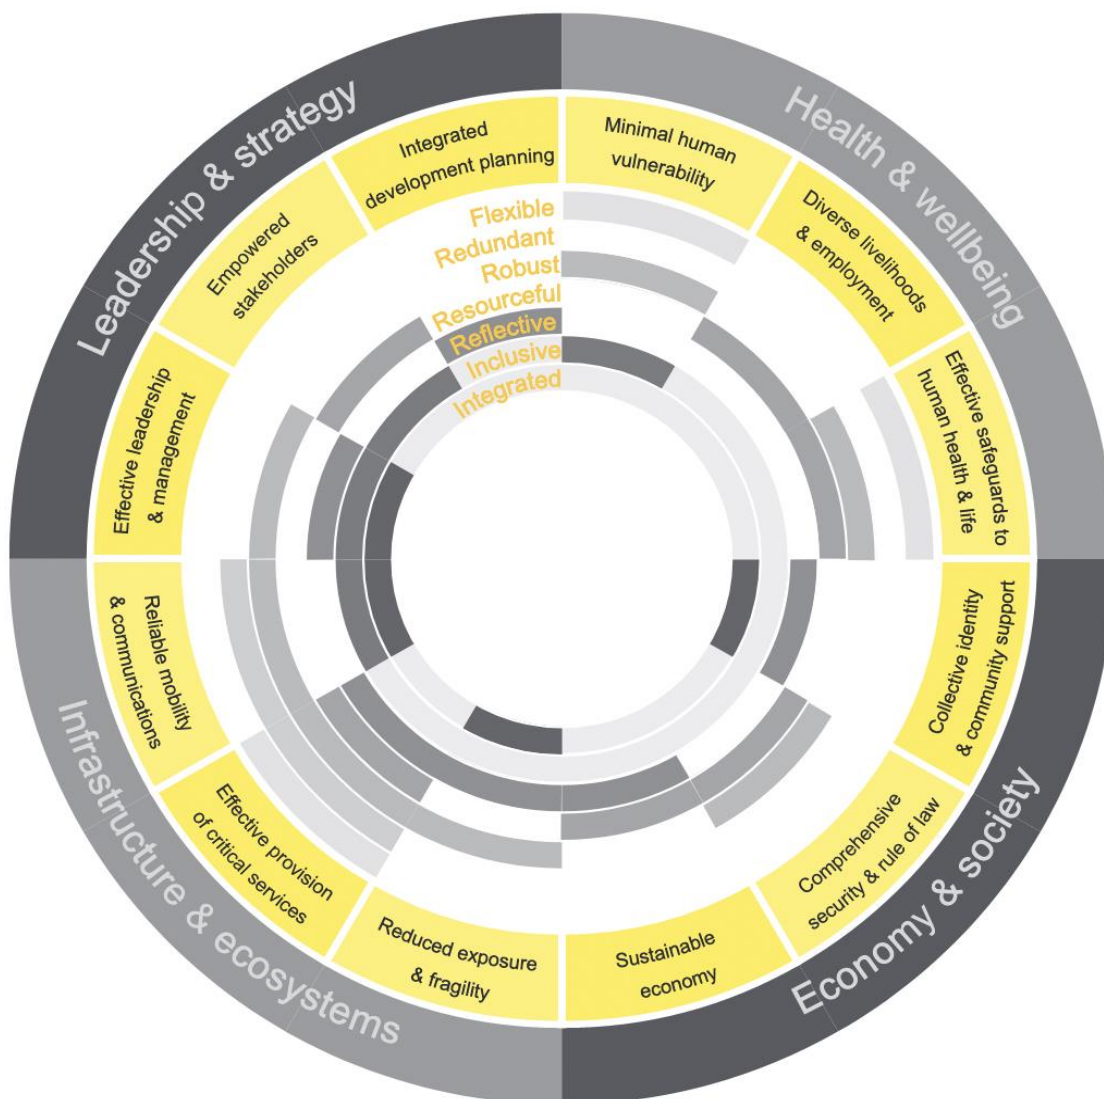 Leadership & strategy
Health & wellbeing
Economy & society
Infrastructure & ecosystems
Integrated
development planning
Minimal human
vulnerability
Diverse livelihoods
& employment
Effective safeguards to
human health & life
Collective identity
& community support
Comprehensive
security & rule of law
Sustainable
economy
Reduced exposure
& fragility
Effective provision
of critical services
Reliable mobility
& communications
Effective leadership
& management
Empowered
stakeholders
Flexible
Redundant
Robust
Resourceful
Reflective
Inclusive
Integrated